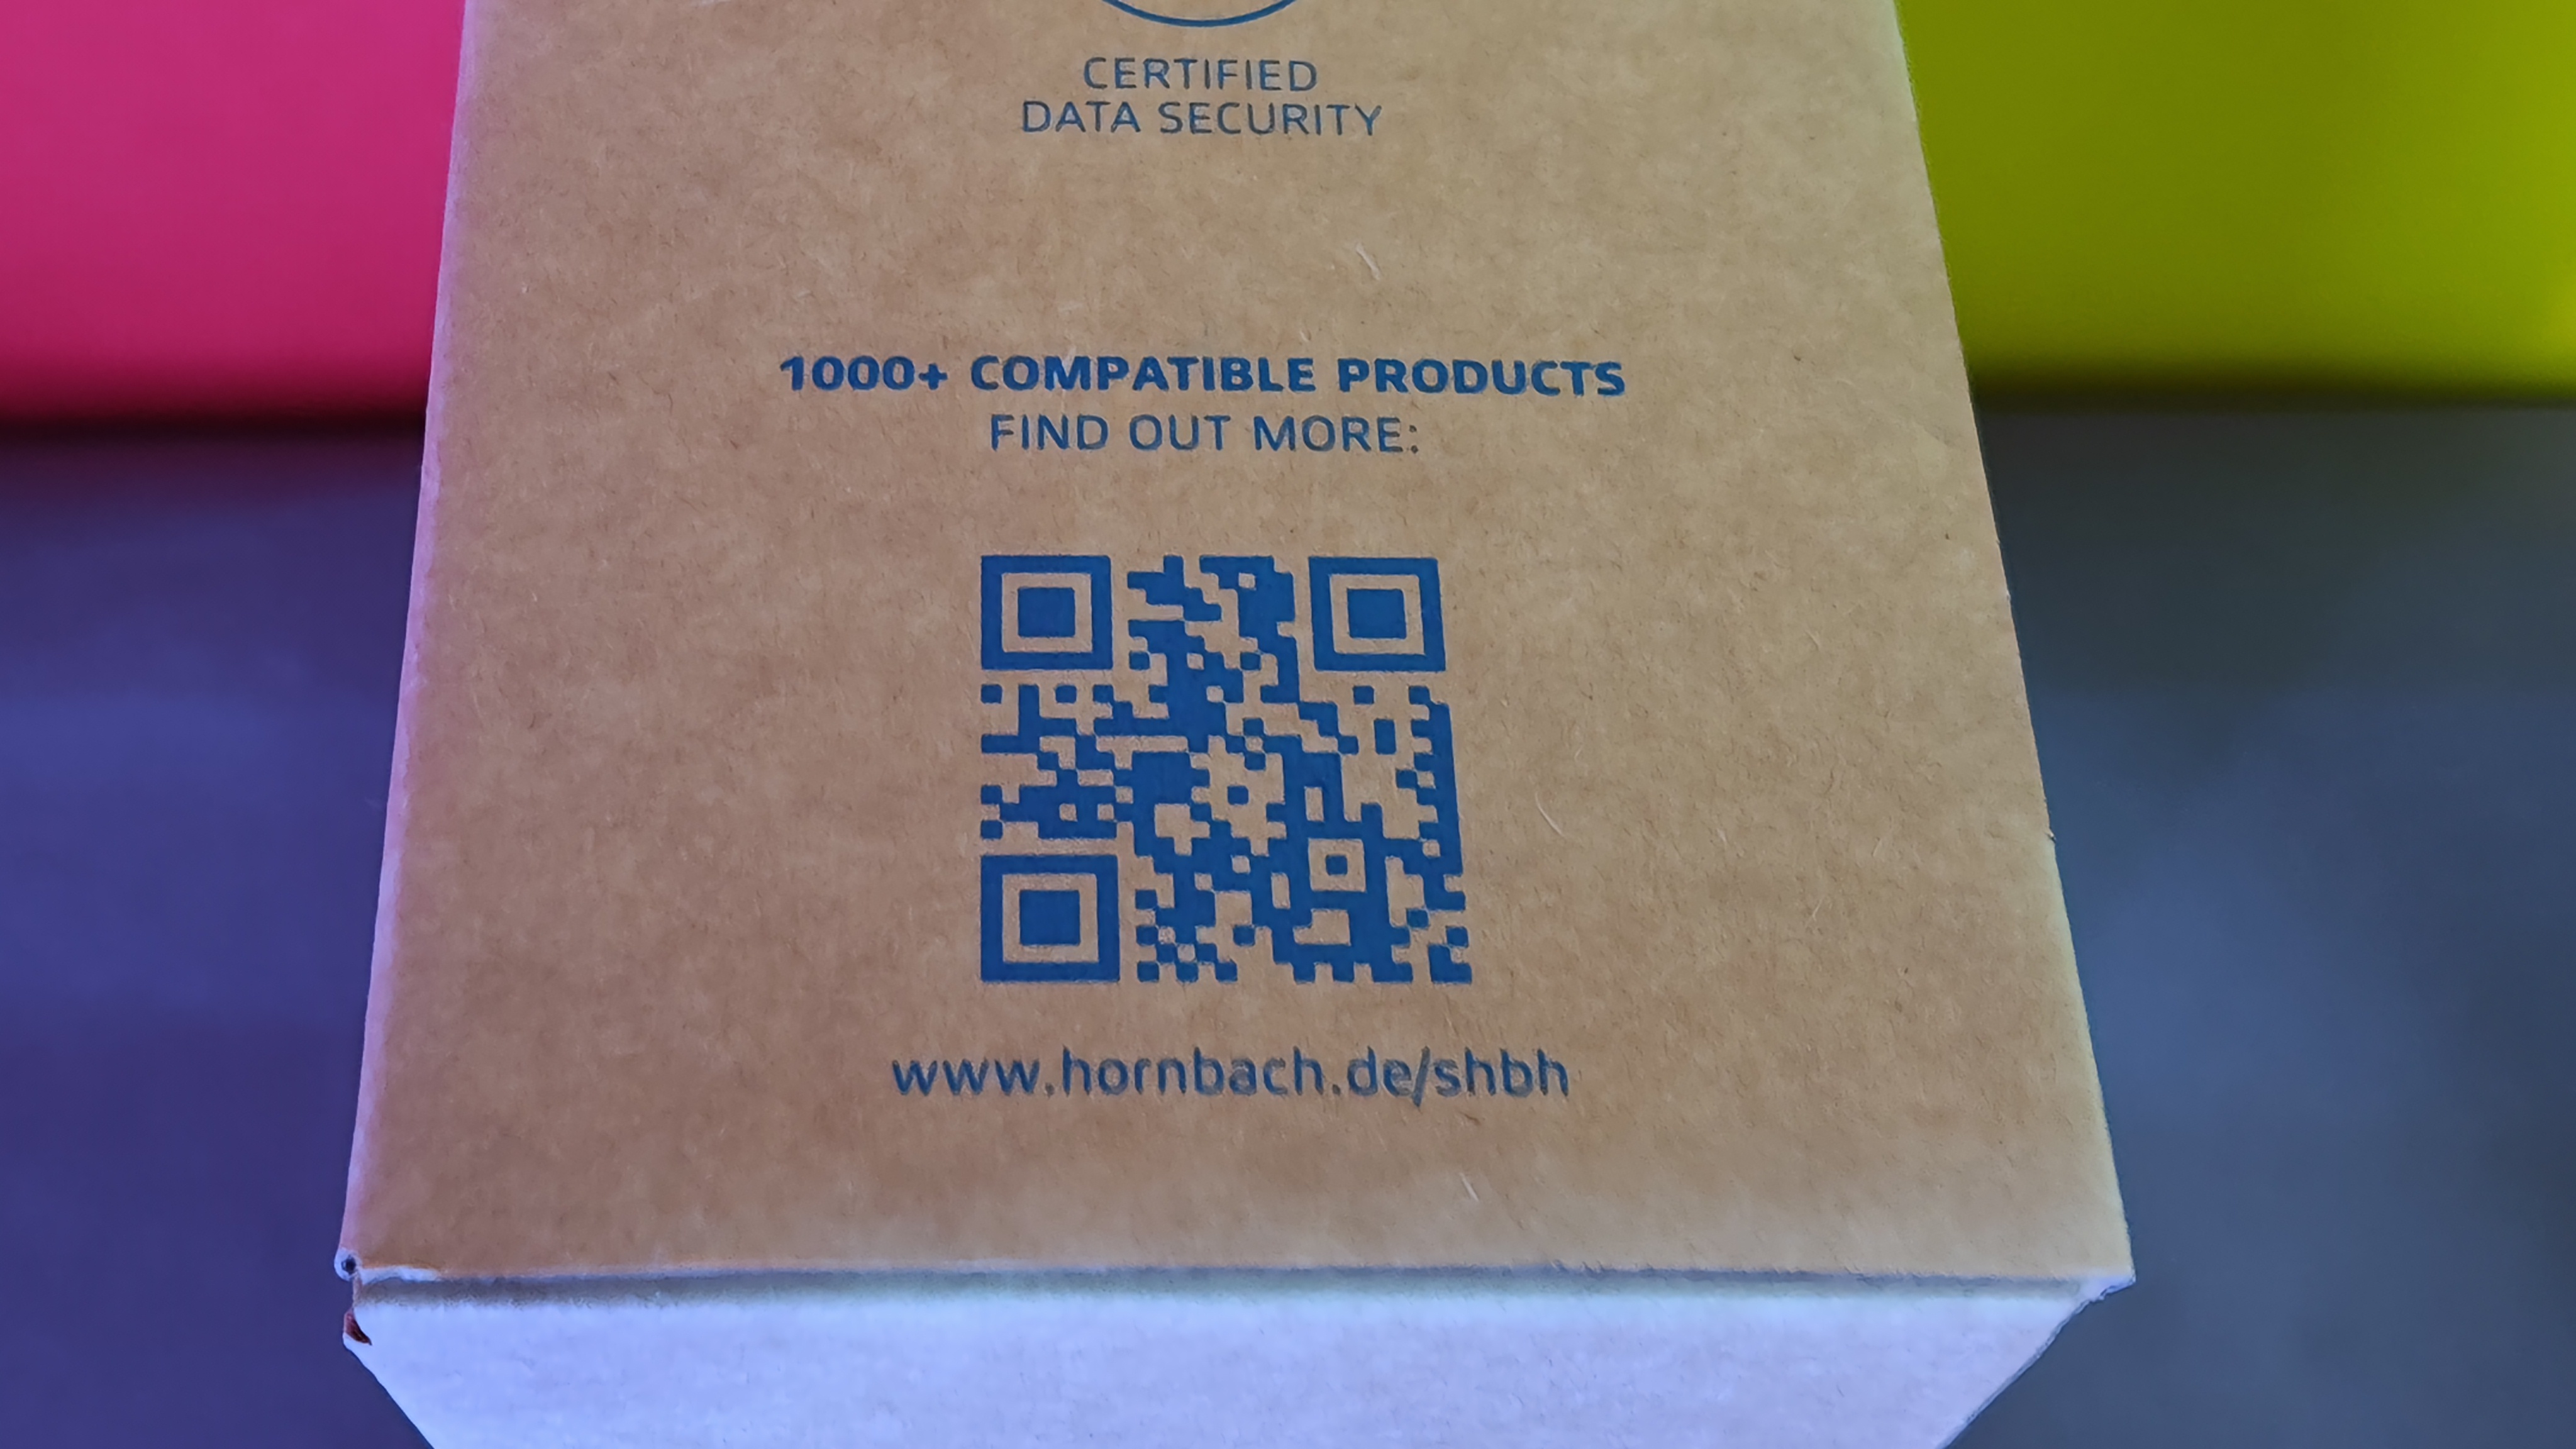 CERTIFIED
DATA SECURITY
1000+ COMPATIBLE PRODUCTS
FIND OUT MORE:
www.hornbach.de/shbh